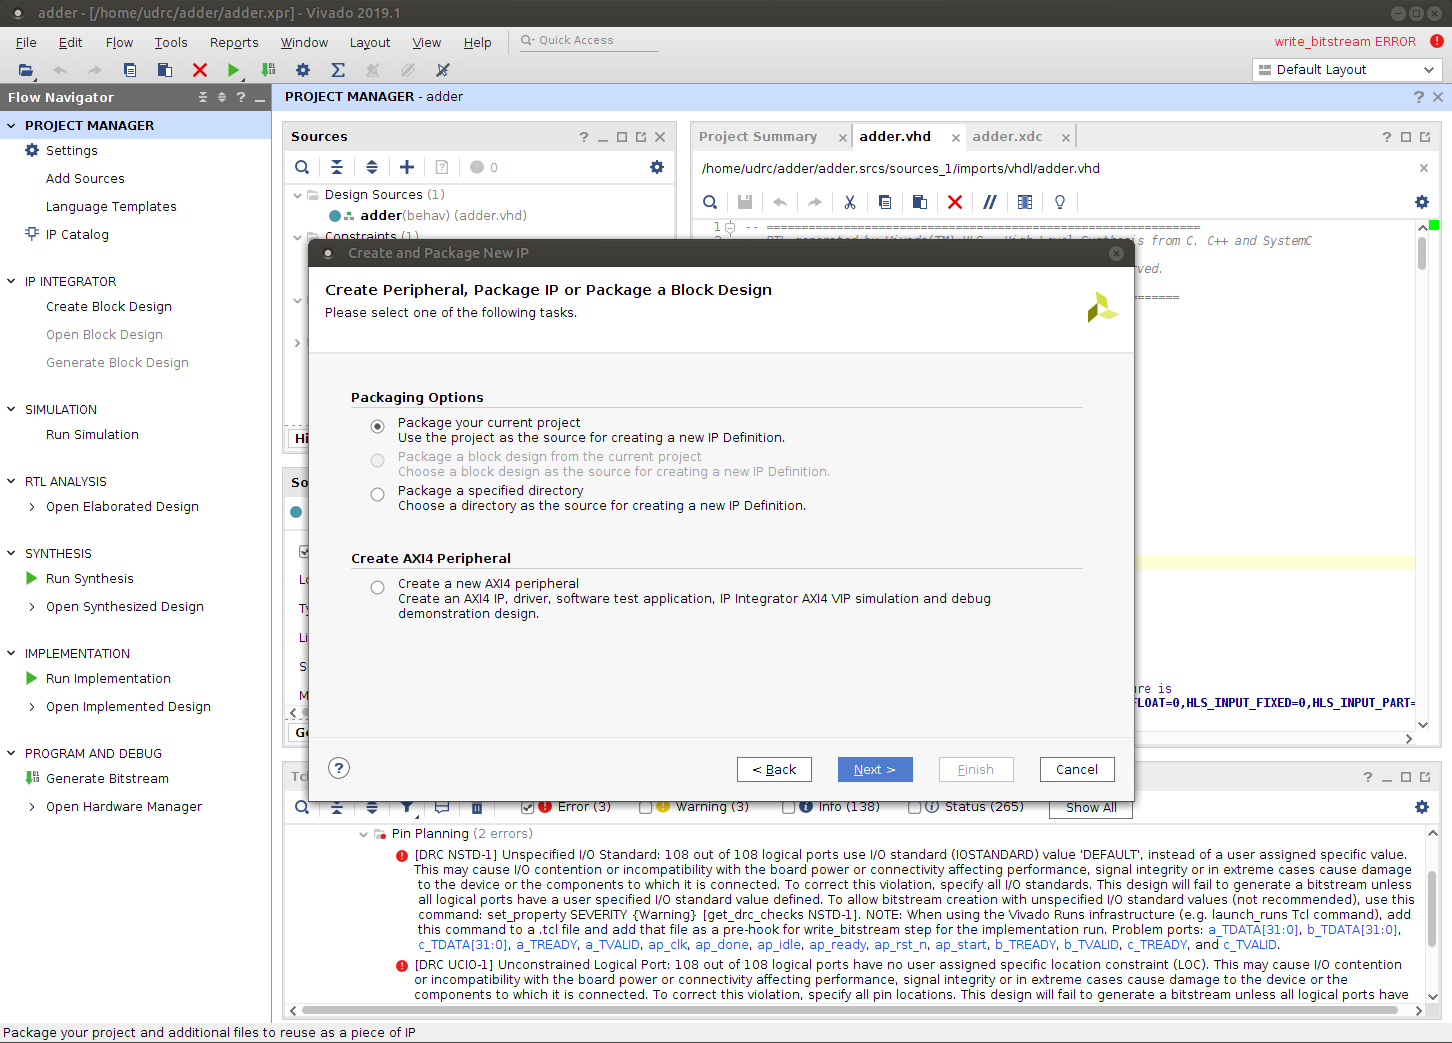 adder - [/home/udrc/adder/adder.xpr] - Vivado 2019.1
File Edit Flow Tools Reports Window Layout View Help Quick Access
write_bitstream ERROR
Default Layout
Flow Navigator
PROJECT MANAGER - adder
PROJECT MANAGER
Settings
Add Sources
Language Templates
IP Catalog
IP INTEGRATOR
Create Block Design
Open Block Design
Generate Block Design
SIMULATION
Run Simulation
RTL ANALYSIS
Open Elaborated Design
SYNTHESIS
Run Synthesis
Open Synthesized Design
IMPLEMENTATION
Run Implementation
Open Implemented Design
PROGRAM AND DEBUG
Generate Bitstream
Open Hardware Manager
Sources
0
Design Sources (1)
adder(behav) (adder.vhd)
Constraints (1)
Project Summary adder.vhd adder.xdc
/home/udrc/adder/adder.srcs/sources_1/imports/vhdl/adder.vhd
1 -- ===========================================================
from C, C++ and SystemC
Create and Package New IP
Create Peripheral, Package IP or Package a Block Design
Please select one of the following tasks.
Packaging Options
Package your current project
Use the project as the source for creating a new IP Definition.
Package a block design from the current project
Choose a block design as the source for creating a new IP Definition.
Package a specified directory
Choose a directory as the source for creating a new IP Definition.
Create AXI4 Peripheral
Create a new AXI4 peripheral
Create an AXI4 IP, driver, software test application, IP Integrator AXI4 VIP simulation and debug
demonstration design.
< Back Next > Finish Cancel
is
HLS_INPUT_FIXED=0,HLS_INPUT_PART=
Error (3) Warning (3) Info (138) Status (265) Show All
Pin Planning (2 errors)
[DRC NSTD-1] Unspecified I/O Standard: 108 out of 108 logical ports use I/O standard (IOSTANDARD) value 'DEFAULT', instead of a user assigned specific value.
This may cause I/O contention or incompatibility with the board power or connectivity affecting performance, signal integrity or in extreme cases cause damage
to the device or the components to which it is connected. To correct this violation, specify all I/O standards. This design will fail to generate a bitstream unless
all logical ports have a user specified I/O standard value defined. To allow bitstream creation with unspecified I/O standard values (not recommended), use this
command: set_property SEVERITY {Warning} [get_drc_checks NSTD-1]. NOTE: When using the Vivado Runs infrastructure (e.g. launch_runs Tcl command), add
this command to a .tcl file and add that file as a pre-hook for write_bitstream step for the implementation run. Problem ports: a_TDATA[31:0], b_TDATA[31:0],
c_TDATA[31:0], a_TREADY, a_TVALID, ap_clk, ap_done, ap_idle, ap_ready, ap_rst_n, ap_start, b_TREADY, b_TVALID, c_TREADY, and c_TVALID.
[DRC UCIO-1] Unconstrained Logical Port: 108 out of 108 logical ports have no user assigned specific location constraint (LOC). This may cause I/O contention
or incompatibility with the board power or connectivity affecting performance, signal integrity or in extreme cases cause damage to the device or the
components to which it is connected. To correct this violation, specify all pin locations. This design will fail to generate a bitstream unless all logical ports have
Package your project and additional files to reuse as a piece of IP